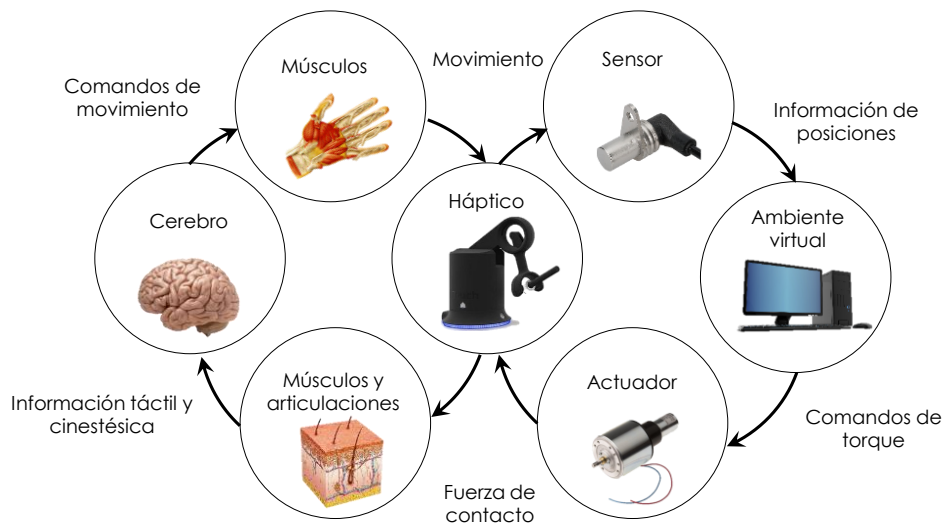 Músculos
Movimiento
Sensor
Comandos de
movimiento
Información de
posiciones
Cerebro
Háptico
Ambiente
virtual
Músculos y
articulaciones
Actuador
Información táctil y
cinestésica
Comandos de
torque
Fuerza de
contacto